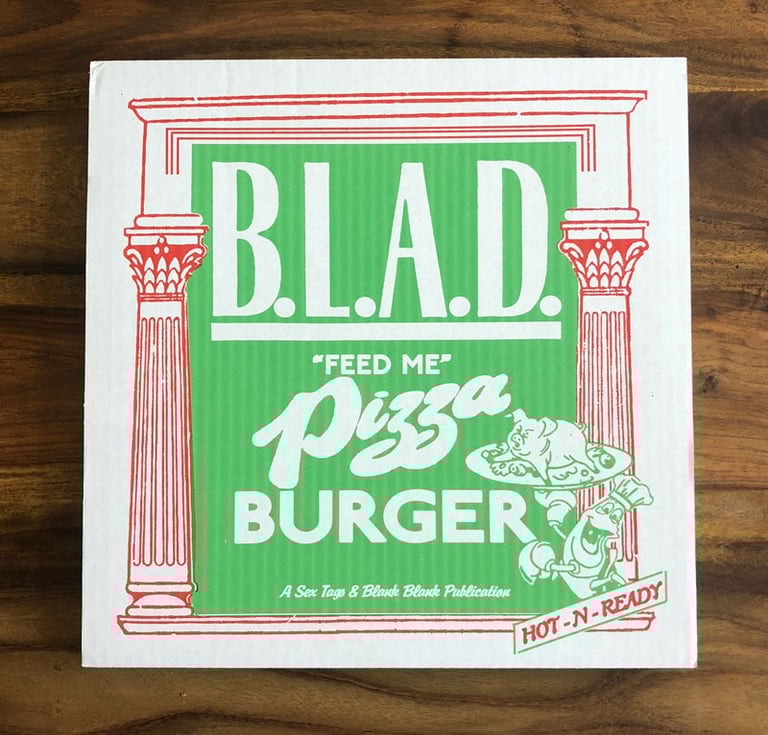 B.L.A.D.
"FEED ME"
Pizza
BURGER
A Sex Tags & Blank Blank Publication
HOT-N-READY